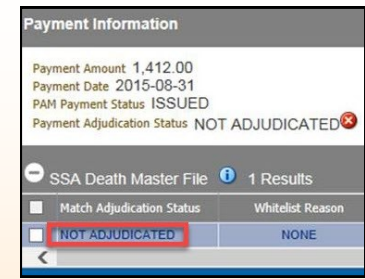 Payment Information
Payment Amount 1,412.00
Payment Date 2015-08-31
PAM Payment Status ISSUED
Payment Adjudication Status NOT ADJUDICATED
SSA Death Master File 1 Results
Match Adjudication Status Whitelist Reason
NOT ADJUDICATED NONE